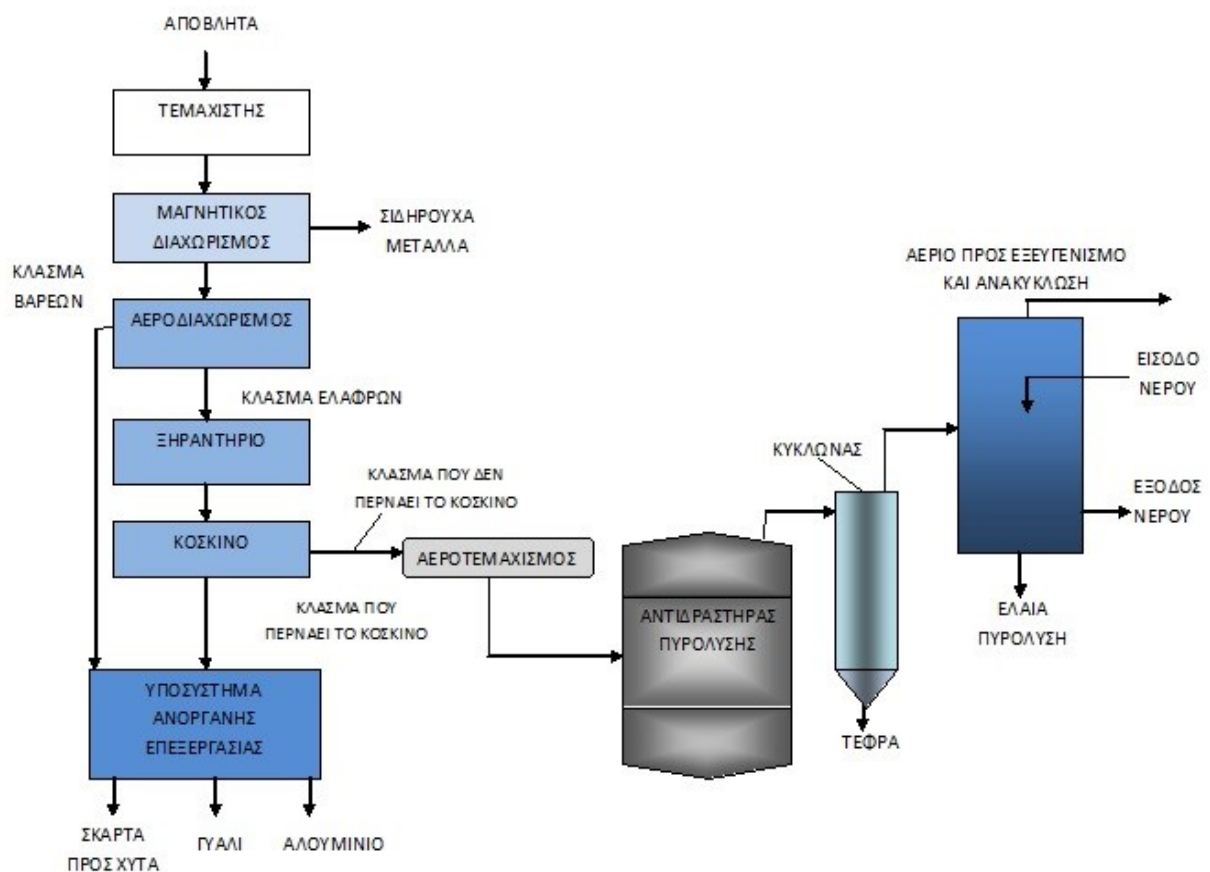 ΑΠΟΒΛΗΤΑ
ΤΕΜΑΧΙΣΤΗΣ
ΜΑΓΝΗΤΙΚΟΣ
ΔΙΑΧΩΡΙΣΜΟΣ
ΣΙΔΗΡΟΥΧΑ
ΜΕΤΑΛΛΑ
ΚΛΑΣΜΑ
ΒΑΡΕΩΝ
ΑΕΡΟΔΙΑΧΩΡΙΣΜΟΣ
ΚΛΑΣΜΑ ΕΛΑΦΡΩΝ
ΞΗΡΑΝΤΗΡΙΟ
ΚΛΑΣΜΑ ΠΟΥ ΔΕΝ
ΠΕΡΝΑΕΙ ΤΟ ΚΟΣΚΙΝΟ
ΚΟΣΚΙΝΟ
ΑΕΡΟΤΕΜΑΧΙΣΜΟΣ
ΚΛΑΣΜΑ ΠΟΥ
ΠΕΡΝΑΕΙ ΤΟ ΚΟΣΚΙΝΟ
ΥΠΟΣΥΣΤΗΜΑ
ΑΝΟΡΓΑΝΗΣ
ΕΠΕΞΕΡΓΑΣΙΑΣ
ΣΚΑΡΤΑ
ΠΡΟΣ ΧΥΤΑ
ΓΥΑΛΙ
ΑΛΟΥΜΙΝΙΟ
ΑΝΤΙΔΡΑΣΤΗΡΑΣ
ΠΥΡΟΛΥΣΗΣ
ΚΥΚΛΩΝΑΣ
ΤΕΦΡΑ
ΑΕΡΙΟ ΠΡΟΣ ΕΞΕΥΓΕΝΙΣΜΟ
ΚΑΙ ΑΝΑΚΥΚΛΩΣΗ
ΕΙΣΟΔΟ
ΝΕΡΟΥ
ΕΞΟΔΟΣ
ΝΕΡΟΥ
ΕΛΑΙΑ
ΠΥΡΟΛΥΣΗ